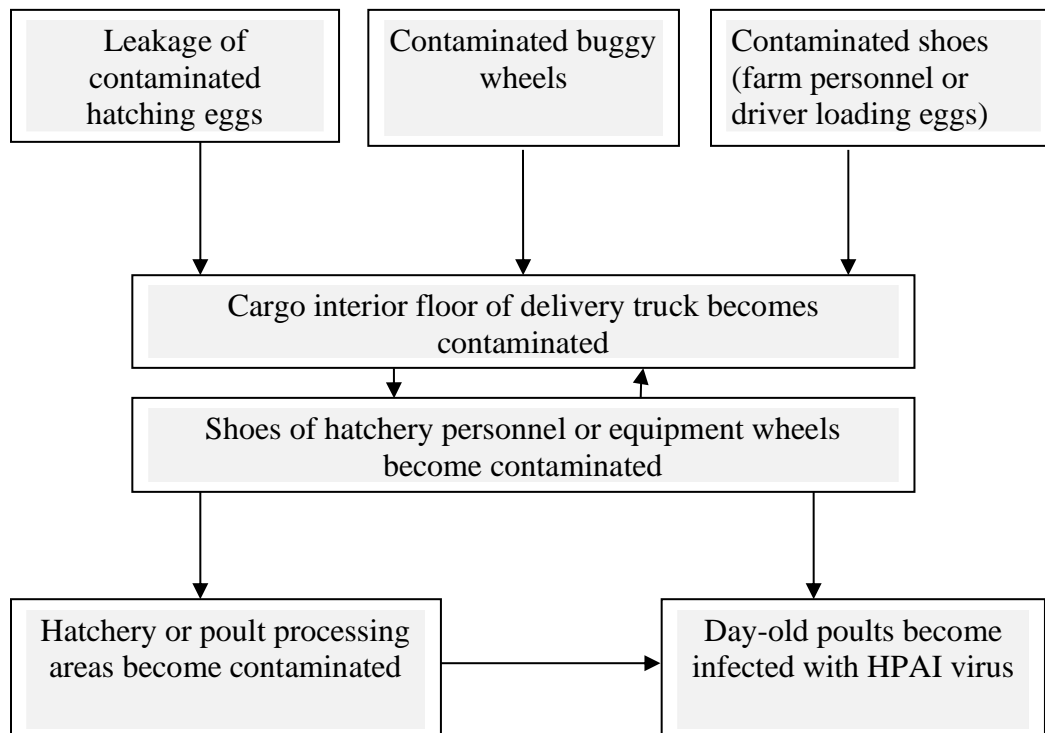 Leakage of
contaminated
hatching eggs
Contaminated buggy
wheels
Contaminated shoes
(farm personnel or
driver loading eggs)
Cargo interior floor of delivery truck becomes
contaminated
Shoes of hatchery personnel or equipment wheels
become contaminated
Hatchery or poult processing
areas become contaminated
Day-old poults become
infected with HPAI virus